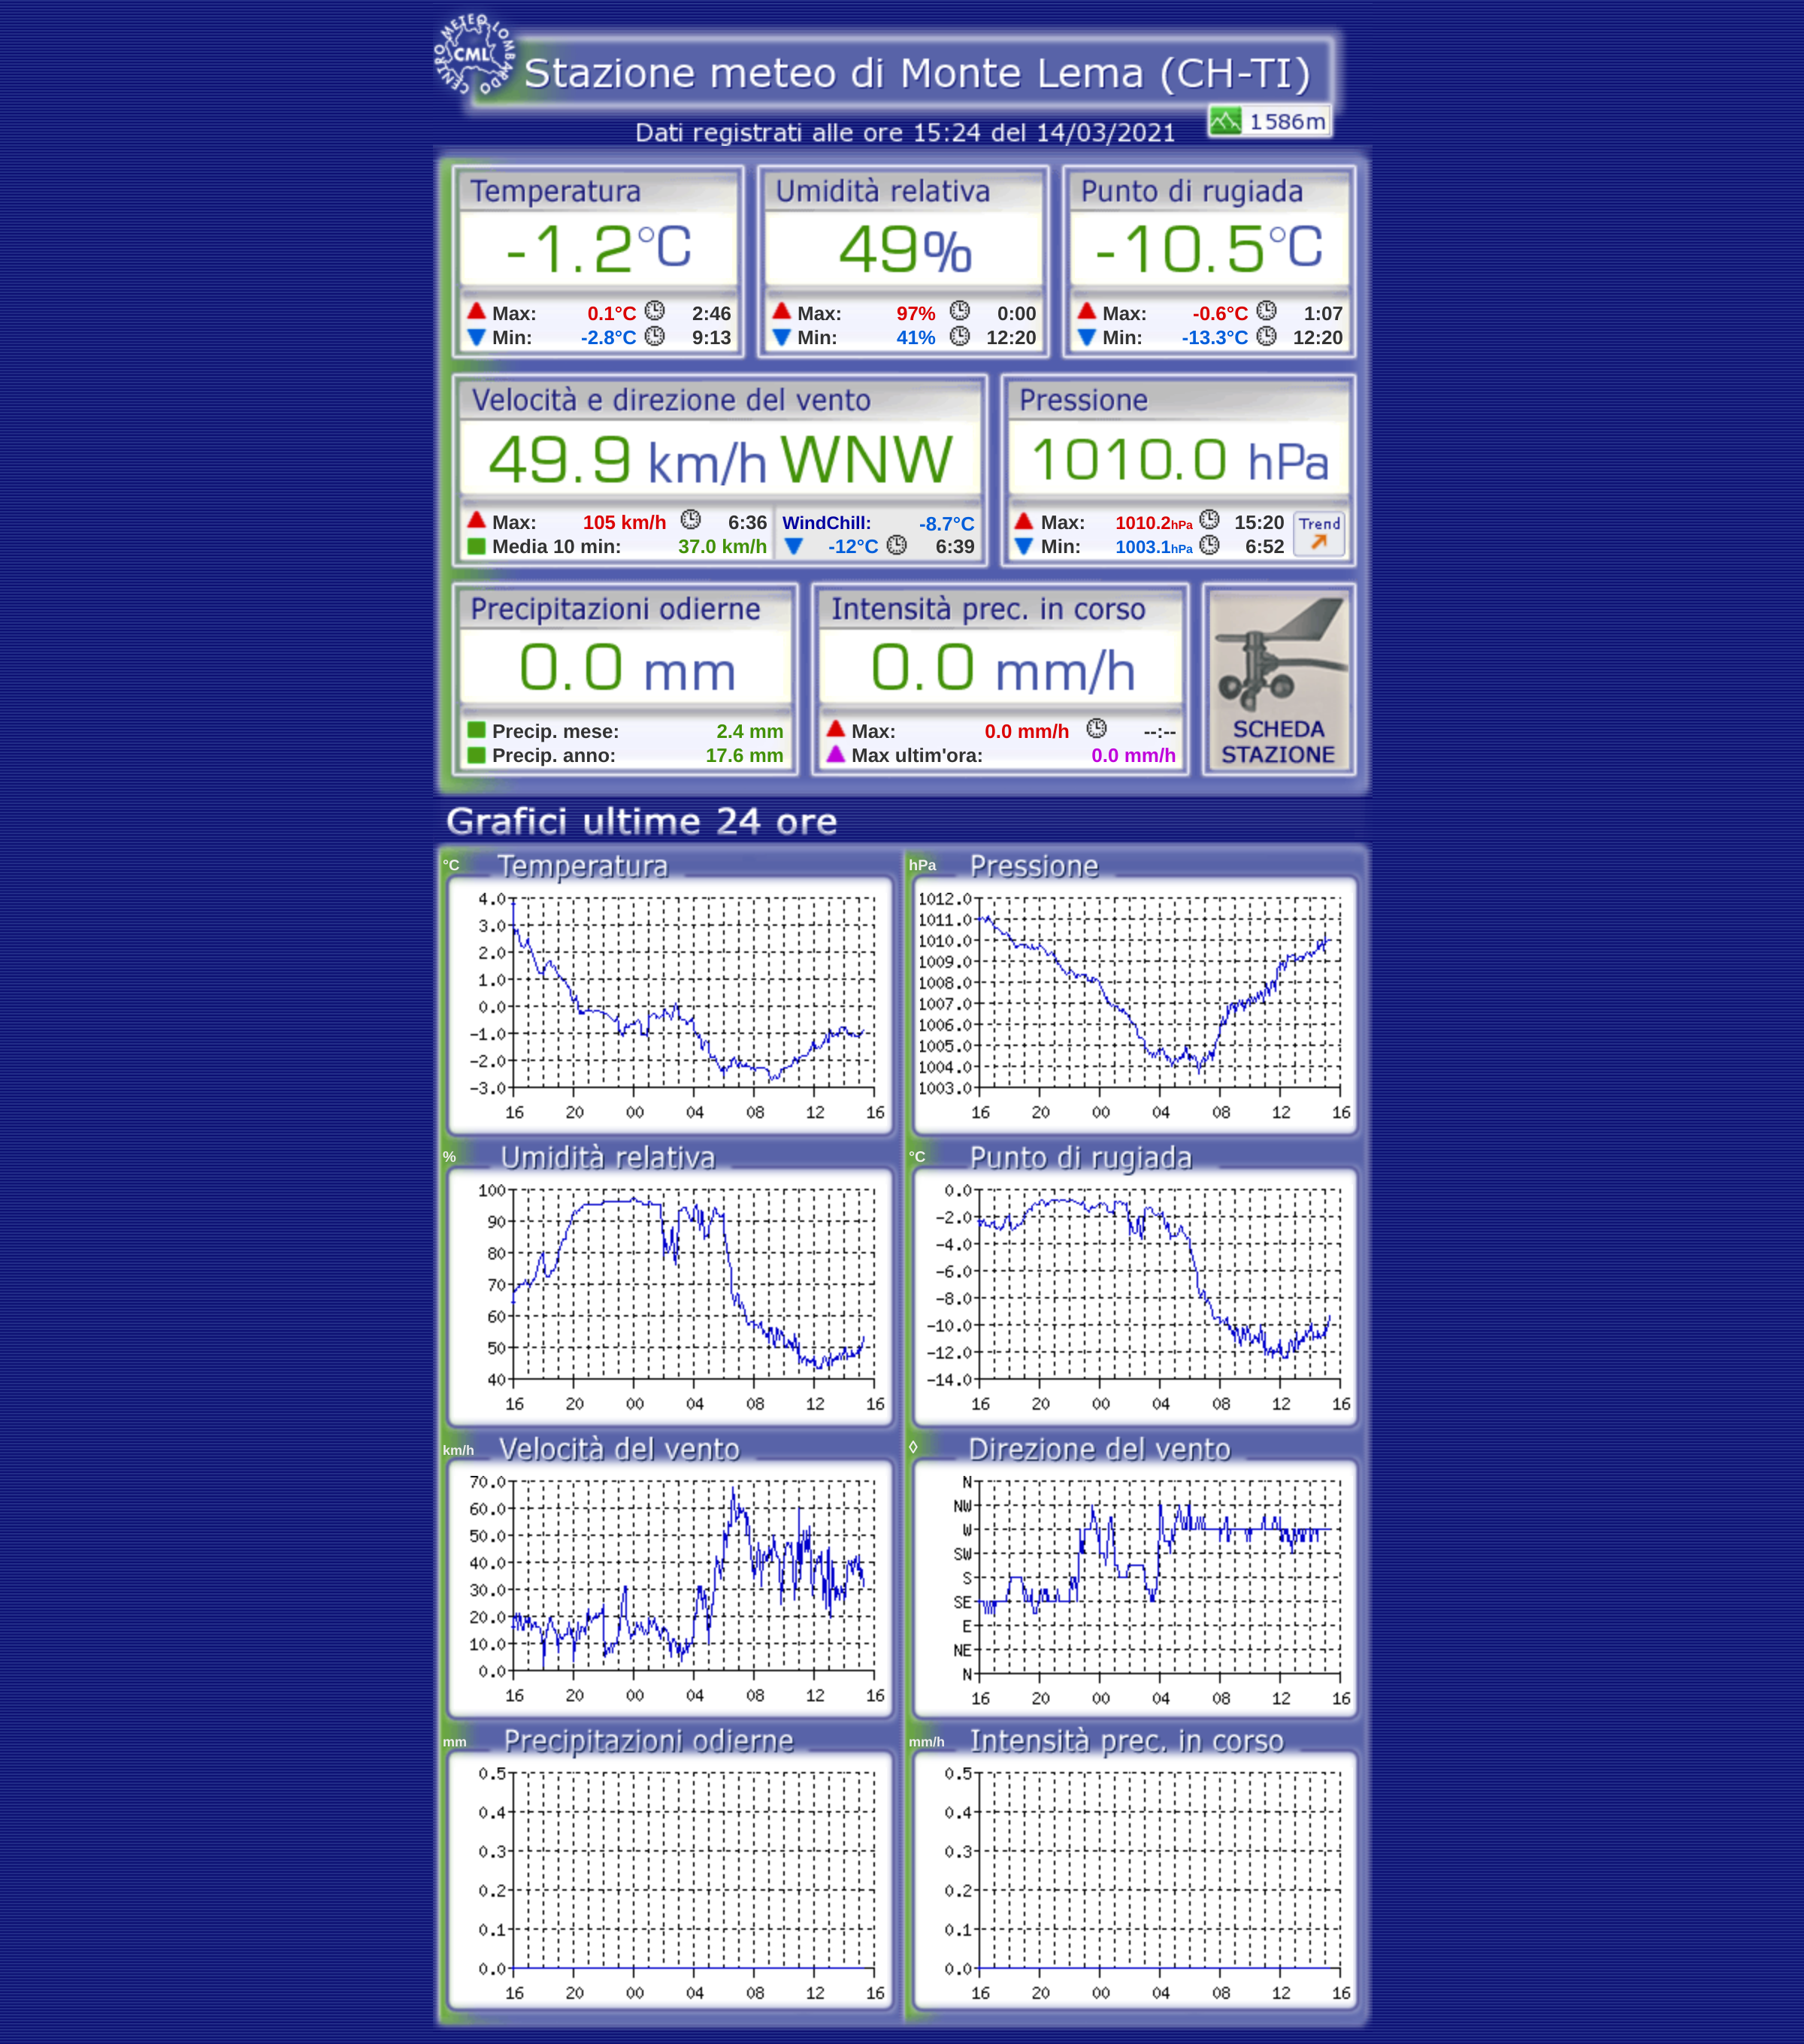 CENTRO METEO LOMBARDO
CML
Stazione meteo di Monte Lema (CH-TI)
1586m
Dati registrati alle ore 15:24 del 14/03/2021
Temperatura
-1.2°C
Max: 0.1°C 2:46
Min: -2.8°C 9:13
Umidità relativa
49%
Max: 97% 0:00
Min: 41% 12:20
Punto di rugiada
-10.5°C
Max: -0.6°C 1:07
Min: -13.3°C 12:20
Velocità e direzione del vento
49.9 km/h WNW
Max: 105 km/h 6:36
Media 10 min: 37.0 km/h
WindChill: -8.7°C
-12°C 6:39
Pressione
1010.0 hPa
Max: 1010.2hPa 15:20
Min: 1003.1hPa 6:52
Trend
Precipitazioni odierne
0.0 mm
Precip. mese: 2.4 mm
Precip. anno: 17.6 mm
Intensità prec. in corso
0.0 mm/h
Max: 0.0 mm/h --:--
Max ultim'ora: 0.0 mm/h
SCHEDA
STAZIONE
Grafici ultime 24 ore
°C Temperatura
4.0
3.0
2.0
1.0
0.0
-1.0
-2.0
-3.0
16 20 00 04 08 12 16
hPa Pressione
1012.0
1011.0
1010.0
1009.0
1008.0
1007.0
1006.0
1005.0
1004.0
1003.0
16 20 00 04 08 12 16
% Umidità relativa
100
90
80
70
60
50
40
16 20 00 04 08 12 16
°C Punto di rugiada
0.0
-2.0
-4.0
-6.0
-8.0
-10.0
-12.0
-14.0
16 20 00 04 08 12 16
km/h Velocità del vento
70.0
60.0
50.0
40.0
30.0
20.0
10.0
0.0
16 20 00 04 08 12 16
◊ Direzione del vento
N
NW
W
SW
S
SE
E
NE
N
16 20 00 04 08 12 16
mm Precipitazioni odierne
0.5
0.4
0.3
0.2
0.1
0.0
16 20 00 04 08 12 16
mm/h Intensità prec. in corso
0.5
0.4
0.3
0.2
0.1
0.0
16 20 00 04 08 12 16